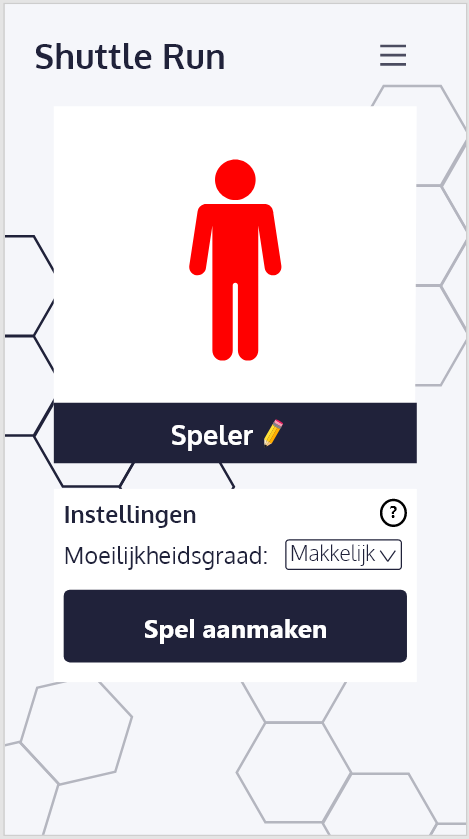 Shuttle Run
Speler ✏️
Instellingen ?
Moeilijkheidsgraad: Makkelijk
Spel aanmaken